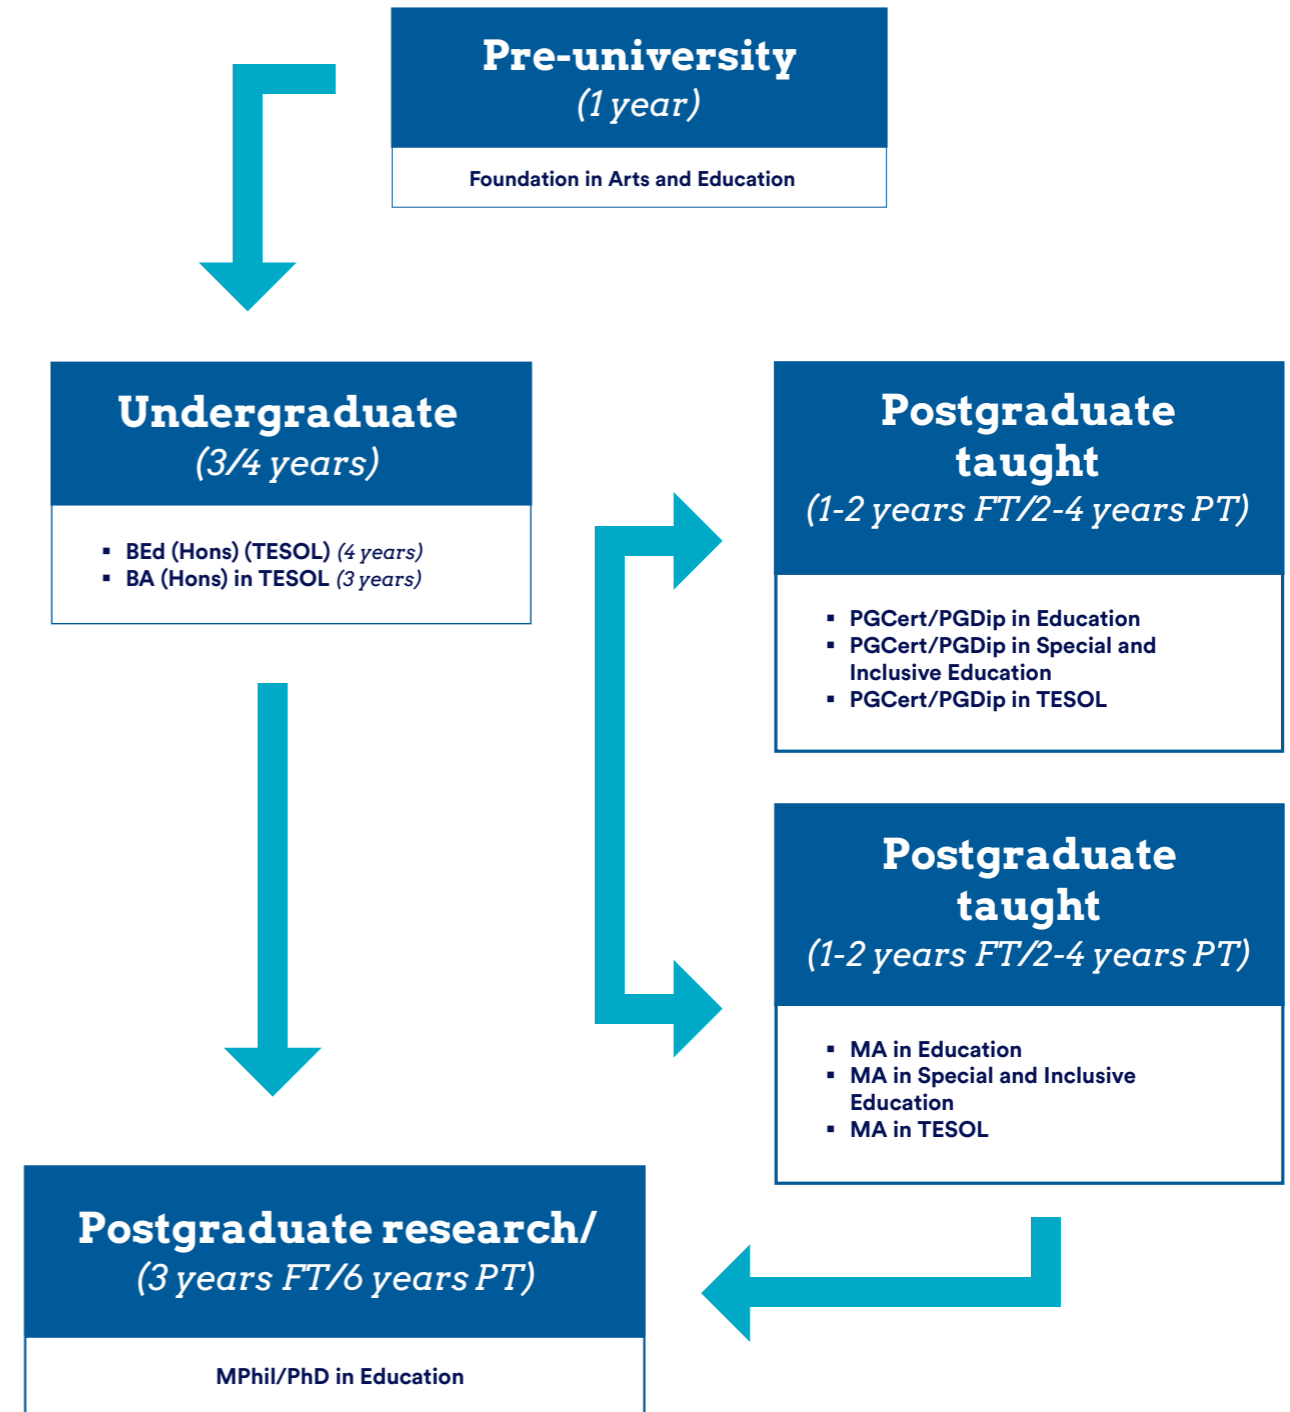 Pre-university
(1 year)
Foundation in Arts and Education
Undergraduate
(3/4 years)
▪ BEd (Hons) (TESOL) (4 years)
▪ BA (Hons) in TESOL (3 years)
Postgraduate
taught
(1-2 years FT/2-4 years PT)
▪ PGCert/PGDip in Education
▪ PGCert/PGDip in Special and
Inclusive Education
▪ PGCert/PGDip in TESOL
Postgraduate
taught
(1-2 years FT/2-4 years PT)
▪ MA in Education
▪ MA in Special and Inclusive
Education
▪ MA in TESOL
Postgraduate research/
(3 years FT/6 years PT)
MPhil/PhD in Education